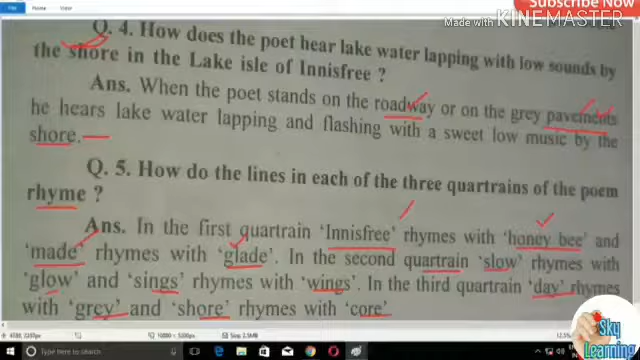 Subscribe Now
Made with KINEMASTER
Q. 4. How does the poet hear lake water lapping with low sounds by
the shore in the Lake isle of Innisfree ?
Ans. When the poet stands on the roadway or on the grey pavements
he hears lake water lapping and flashing with a sweet low music by the
shore.
Q. 5. How do the lines in each of the three quartrains of the poem
rhyme ?
Ans. In the first quartrain ‘Innisfree’ rhymes with ‘honey bee’ and
‘made’ rhymes with ‘glade’. In the second quartrain ‘slow’ rhymes with
‘glow’ and ‘sings’ rhymes with ‘wings’. In the third quartrain ‘day’ rhymes
with ‘grey’ and ‘shore’ rhymes with ‘core’.
Type here to search
Sky
Learning